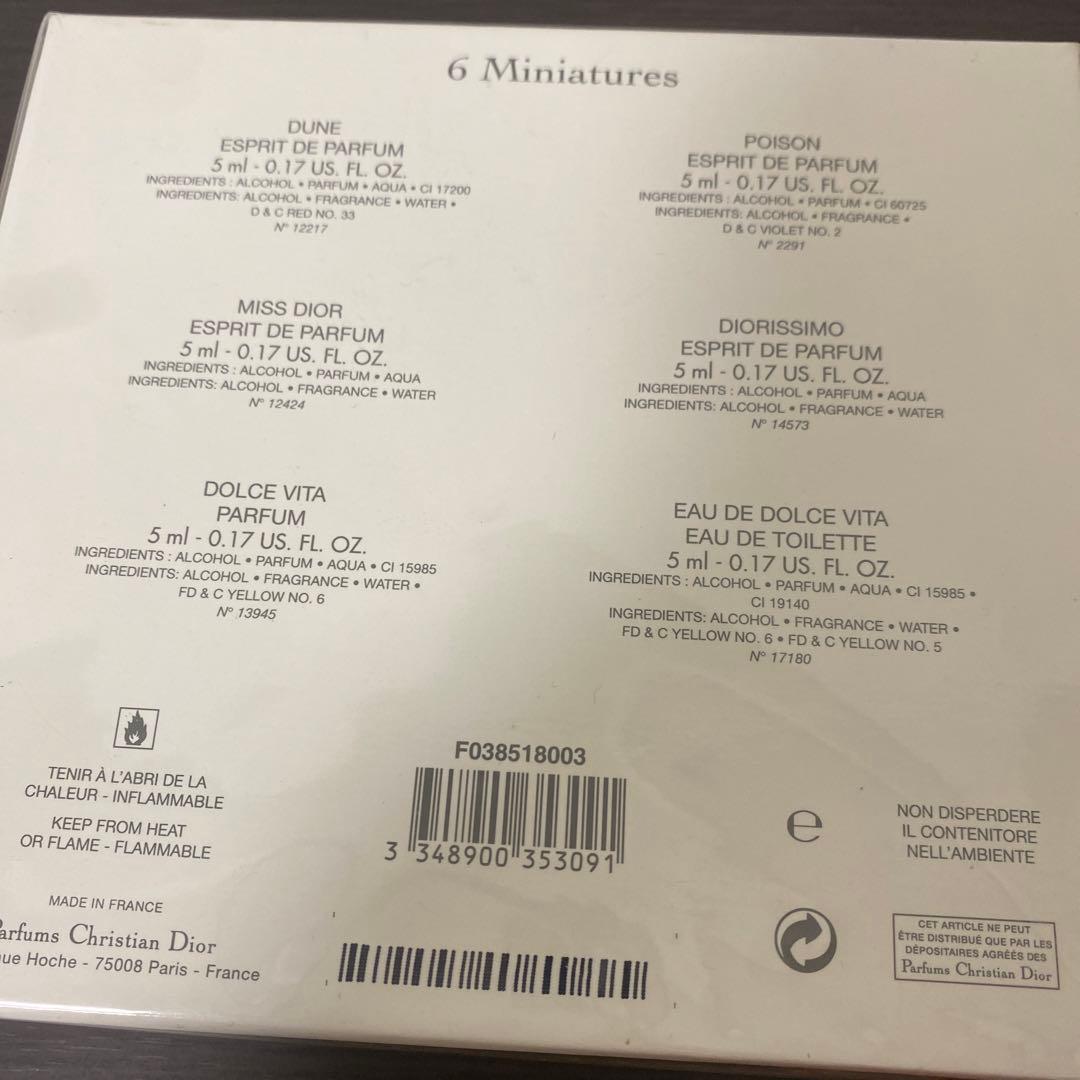 6 Miniatures
DUNE
ESPRIT DE PARFUM
5 ml - 0.17 US. FL. OZ.
INGREDIENTS : ALCOHOL • PARFUM • AQUA • CI 17200
INGREDIENTS: ALCOHOL • FRAGRANCE • WATER •
D & C RED NO. 33
N° 12217
POISON
ESPRIT DE PARFUM
5 ml - 0.17 US. FL. OZ.
INGREDIENTS : ALCOHOL • PARFUM • CI 60725
INGREDIENTS: ALCOHOL • FRAGRANCE •
D & C VIOLET NO. 2
N° 2291
MISS DIOR
ESPRIT DE PARFUM
5 ml - 0.17 US. FL. OZ.
INGREDIENTS : ALCOHOL • PARFUM • AQUA
INGREDIENTS: ALCOHOL • FRAGRANCE • WATER
N° 12424
DIORISSIMO
ESPRIT DE PARFUM
5 ml - 0.17 US. FL. OZ.
INGREDIENTS : ALCOHOL • PARFUM • AQUA
INGREDIENTS: ALCOHOL • FRAGRANCE • WATER
N° 14573
DOLCE VITA
PARFUM
5 ml - 0.17 US. FL. OZ.
INGREDIENTS : ALCOHOL • PARFUM • AQUA • CI 15985
INGREDIENTS: ALCOHOL • FRAGRANCE • WATER •
FD & C YELLOW NO. 6
N° 13945
EAU DE DOLCE VITA
EAU DE TOILETTE
5 ml - 0.17 US. FL. OZ.
INGREDIENTS : ALCOHOL • PARFUM • AQUA • CI 15985 •
CI 19140
INGREDIENTS: ALCOHOL • FRAGRANCE • WATER •
FD & C YELLOW NO. 6 • FD & C YELLOW NO. 5
N° 17180
TENIR À L'ABRI DE LA
CHALEUR - INFLAMMABLE
KEEP FROM HEAT
OR FLAME - FLAMMABLE
MADE IN FRANCE
arfums Christian Dior
ue Hoche - 75008 Paris - France
F038518003
3 348900 353091
℮
NON DISPERDERE
IL CONTENITORE
NELL'AMBIENTE
CET ARTICLE NE PEUT
ÊTRE DISTRIBUÉ QUE PAR LES
DÉPOSITAIRES AGRÉÉS DES
Parfums Christian Dior